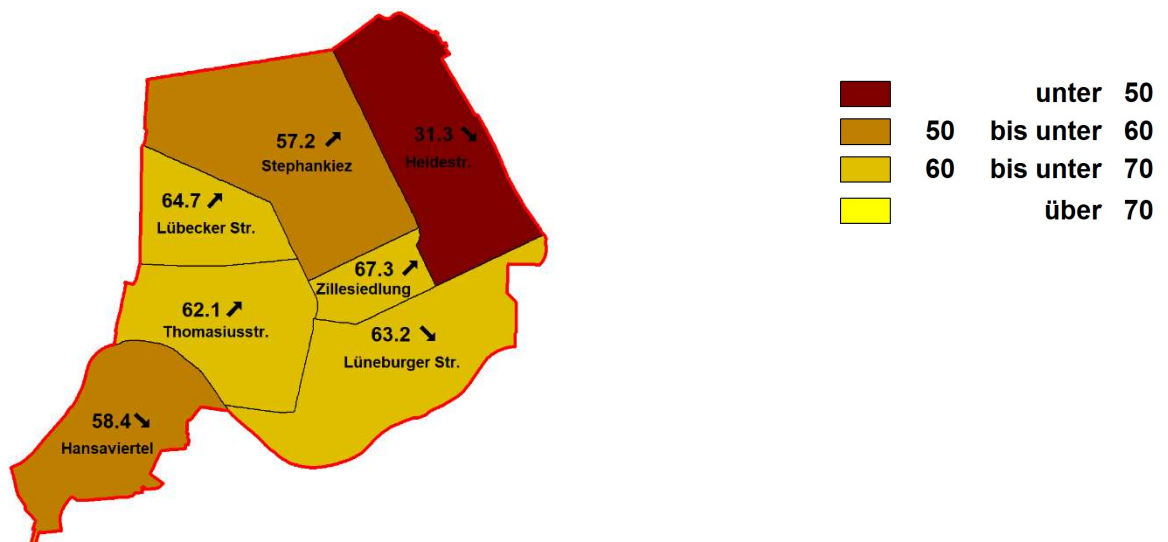 57.2 ↗
Stephankiez
31.3 ↘
Heidestr.
64.7 ↗
Lübecker Str.
67.3 ↗
Zillesiedlung
62.1 ↗
Thomasiusstr.
63.2 ↘
Lüneburger Str.
58.4 ↘
Hansaviertel
unter 50
50 bis unter 60
60 bis unter 70
über 70